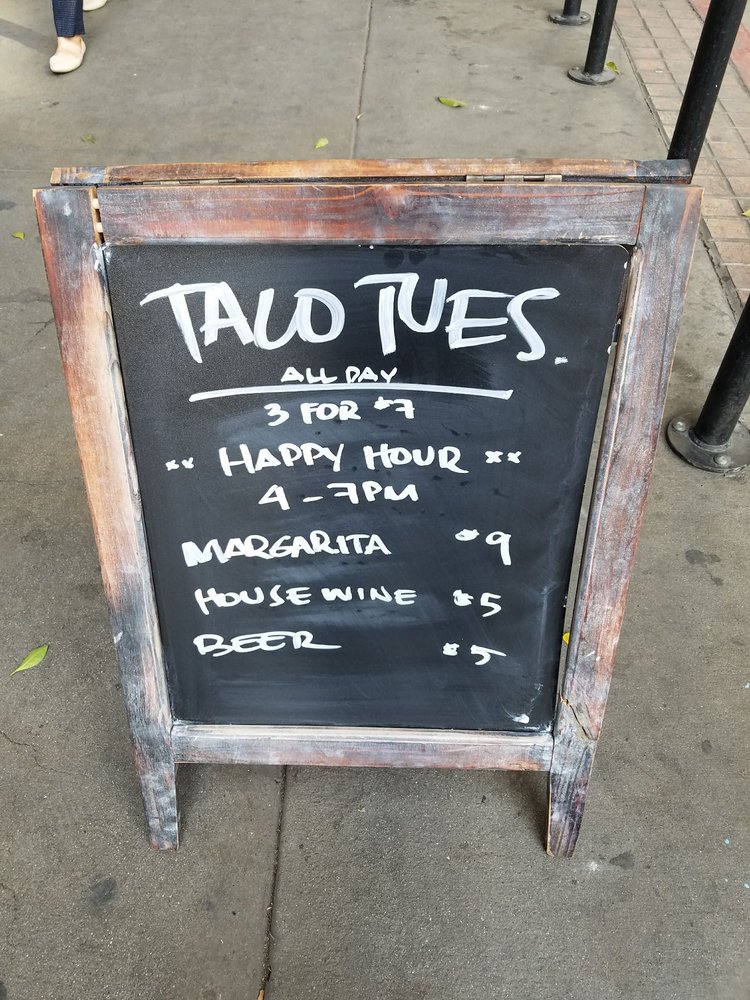 TACO TUES.
ALL DAY
3 FOR $7
** HAPPY HOUR **
4 - 7PM
MARGARITA $9
HOUSE WINE $5
BEER $5